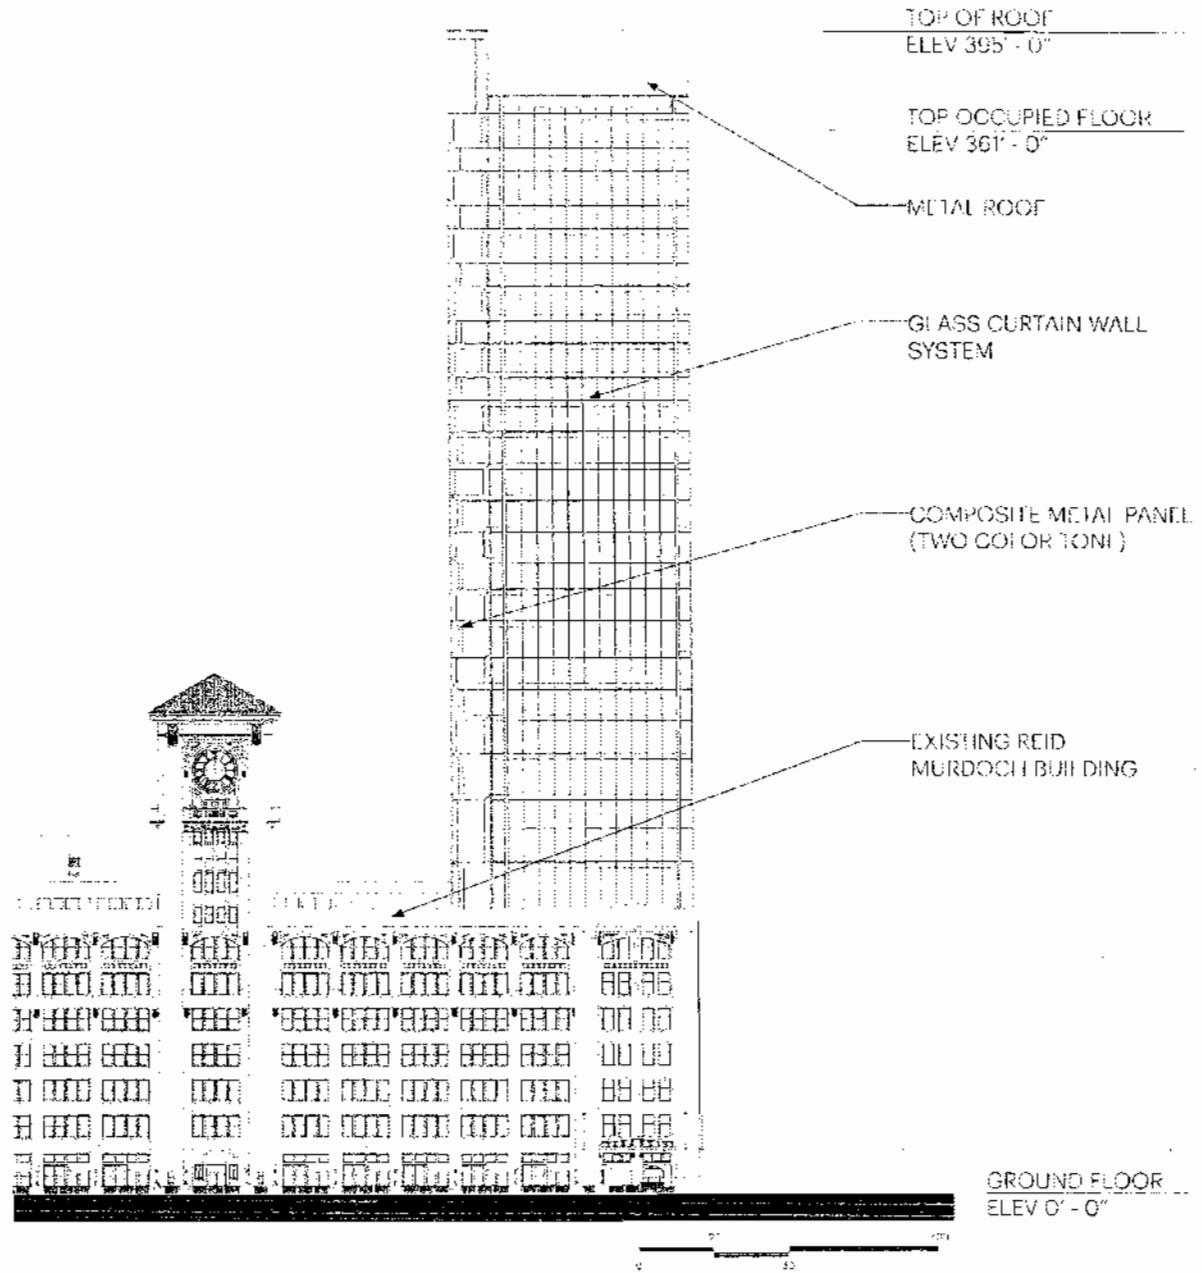 TOP OF ROOF
ELEV 395' - 0"
TOP OCCUPIED FLOOR
ELEV 361' - 0"
METAL ROOF
GLASS CURTAIN WALL
SYSTEM
COMPOSITE METAL PANEL
(TWO COLOR TONE)
EXISTING REID
MURDOCH BUILDING
GROUND FLOOR
ELEV 0' - 0"
0